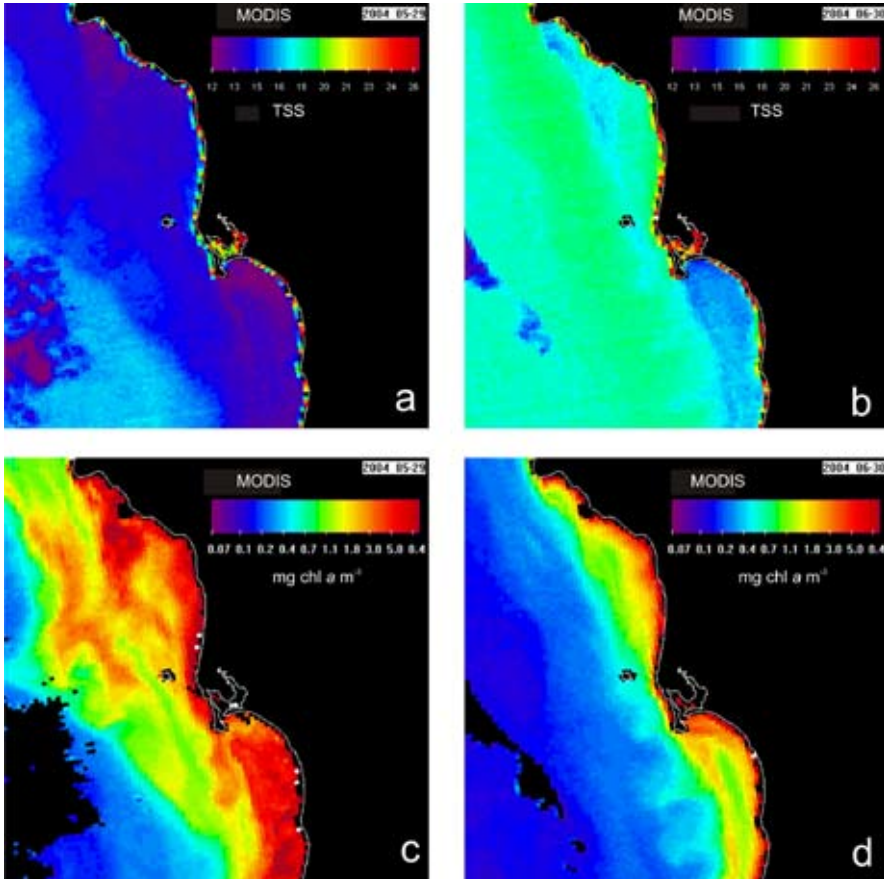 MODIS 2004 05-29
12 13 15 16 18 20 21 23 24 26
TSS
a
MODIS 2004 06-30
12 13 15 16 18 20 21 23 24 26
TSS
b
MODIS 2004 05-29
0.07 0.1 0.2 0.4 0.7 1.1 1.8 3.0 5.0 8.4
mg chl a m⁻³
c
MODIS 2004 06-30
0.07 0.1 0.2 0.4 0.7 1.1 1.8 3.0 5.0 8.4
mg chl a m⁻³
d